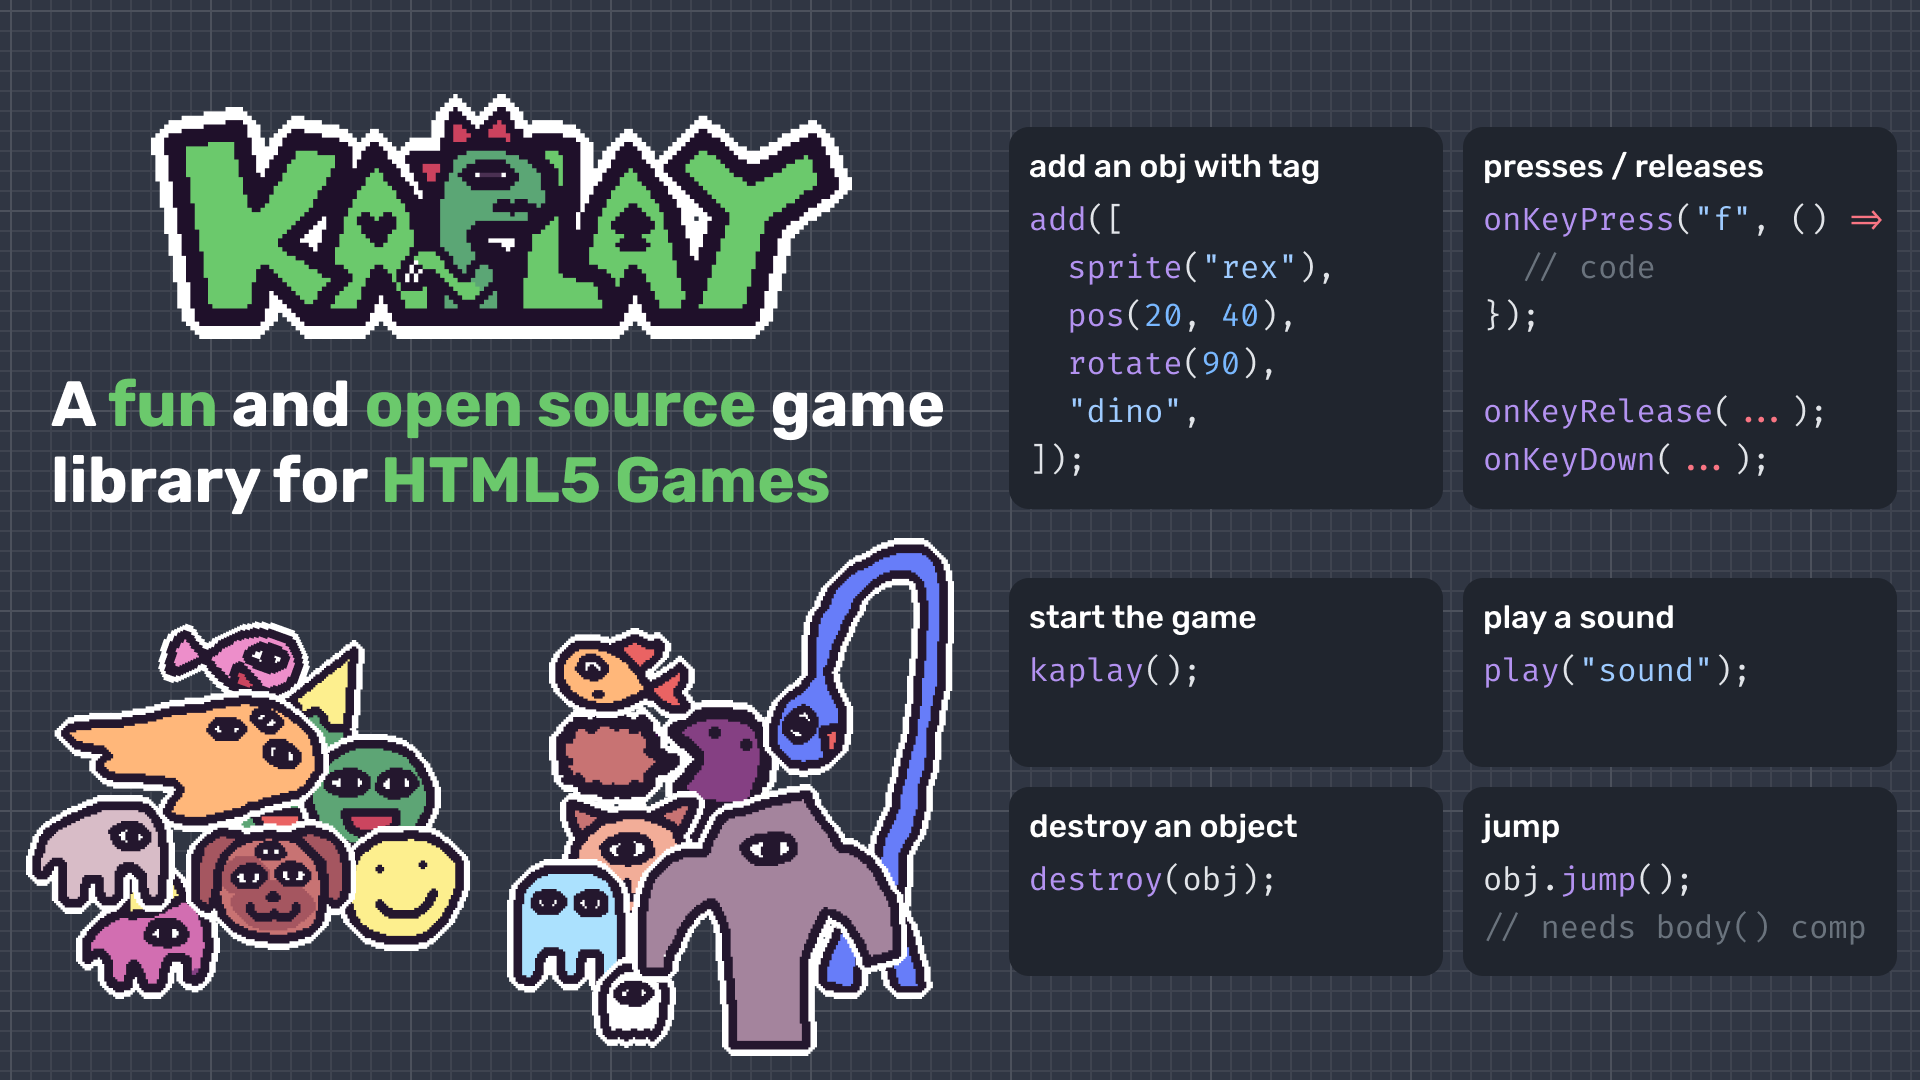 KAPLAY
A fun and open source game
library for HTML5 Games
add an obj with tag
add([
  sprite("rex"),
  pos(20, 40),
  rotate(90),
  "dino",
]);
presses / releases
onKeyPress("f", () =>
  // code
});
onKeyRelease(...);
onKeyDown(...);
start the game
kaplay();
play a sound
play("sound");
destroy an object
destroy(obj);
jump
obj.jump();
// needs body() comp